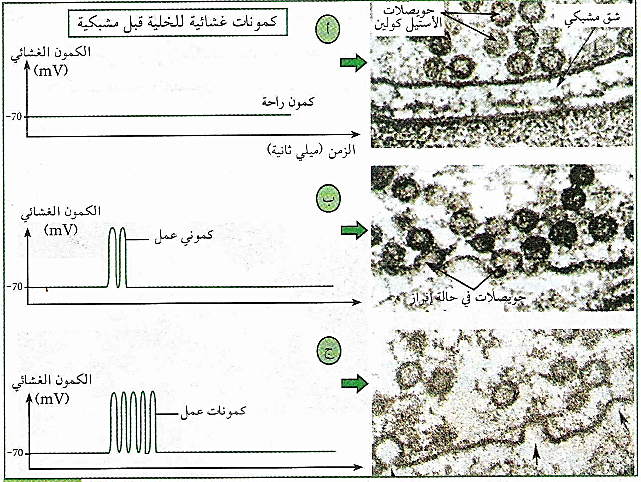 كمونات غشائية للخلية قبل مشبكية
أ
حويصلات
الأستيل كولين
شق مشبكي
الكمون الغشائي
(mV)
كمون راحة
-70
الزمن (ميلي ثانية)
ب
الكمون الغشائي
(mV)
كموني عمل
-70
حويصلات في حالة إفراز
ج
الكمون الغشائي
(mV)
كمونات عمل
-70